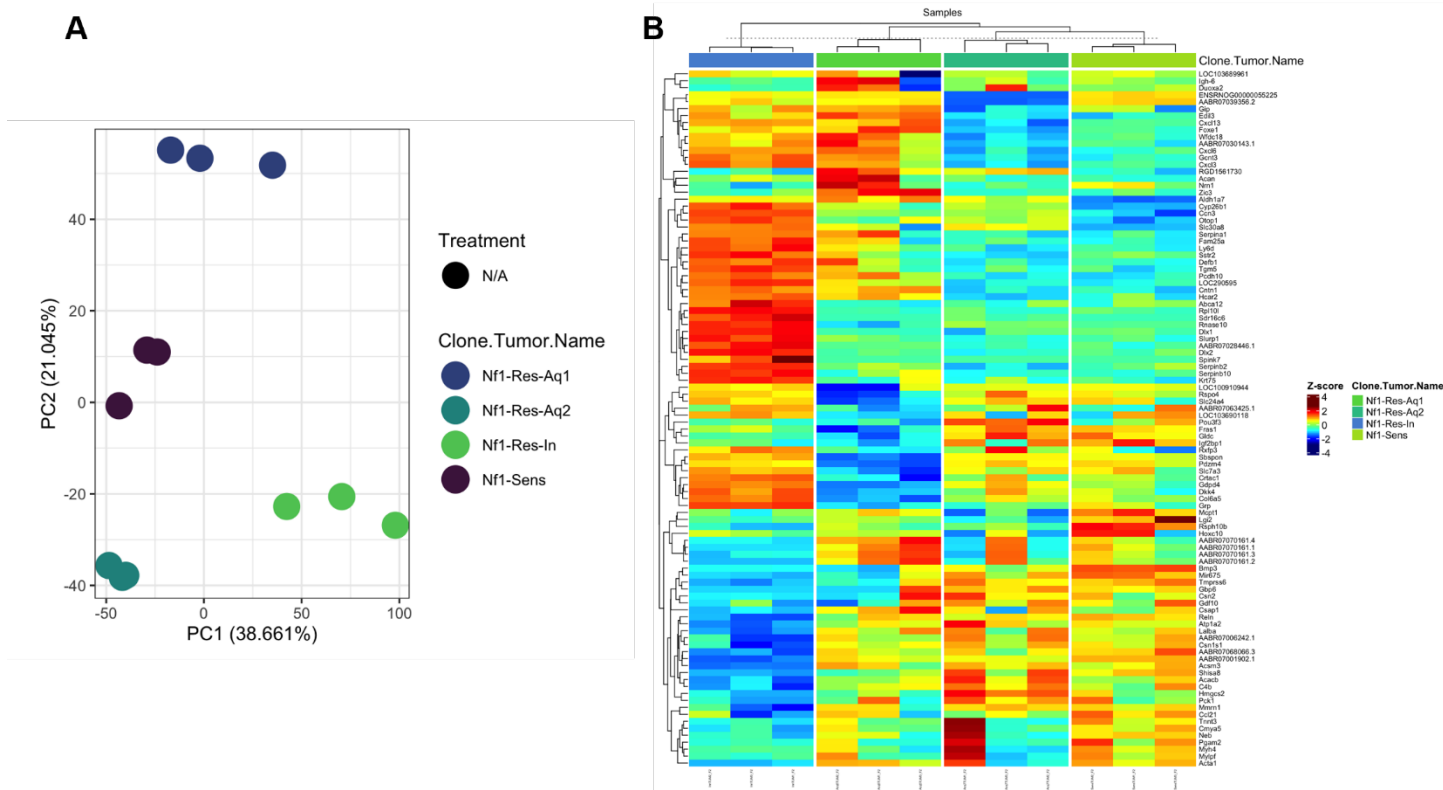 A
40
20
0
-20
-40
-50
0
50
100
PC2 (21.045%)
PC1 (38.661%)
Treatment
N/A
Clone.Tumor.Name
Nf1-Res-Aq1
Nf1-Res-Aq2
Nf1-Res-In
Nf1-Sens
B
Samples
Clone.Tumor.Name
LOC103689961
Igh-6
Duoxa2
ENSRNOG00000055225
AABR07039356.2
Gip
Edil3
Cxcl13
Foxe1
Wfdc18
AABR07030143.1
Cxcl6
Gcnt3
Cxcl3
RGD1561730
Acan
Nrn1
Zic3
Aldh1a7
Cyp26b1
Ccn3
Otop1
Slc30a8
Serpina1
Fam25a
Ly6d
Sstr2
Defb1
Tgm5
Pcdh10
LOC290595
Cntn1
Hcar2
Abca12
Rpl10l
Sdr16c6
Rnase10
Dlx1
Slurp1
AABR07028446.1
Dlx2
Spink7
Serpinb2
Serpinb10
Krt75
LOC100910944
Rspo4
Slc24a4
AABR07063425.1
LOC103690118
Pou3f3
Fras1
Gldc
Igf2bp1
Rxfp3
Sbspon
Pdzrn4
Slc7a3
Crtac1
Gdpd4
Dkk4
Col6a5
Grp
Mcpt1
Lgi2
Rsph10b
Hoxc10
AABR07070161.4
AABR07070161.1
AABR07070161.3
AABR07070161.2
Bmp3
Mir675
Tmprss6
Gbp6
Csn2
Gdf10
Csap1
Reln
Atp1a2
Lalba
AABR07006242.1
Csn1s1
AABR07068066.3
AABR07001902.1
Acsm3
Shisa8
Acacb
C4b
Hmgcs2
Pck1
Mmrn1
Ccl21
Tnnt3
Cmya5
Neb
Pgam2
Myh4
Mylpf
Acta1
Z-score
4
2
0
-2
-4
Clone.Tumor.Name
Nf1-Res-Aq1
Nf1-Res-Aq2
Nf1-Res-In
Nf1-Sens